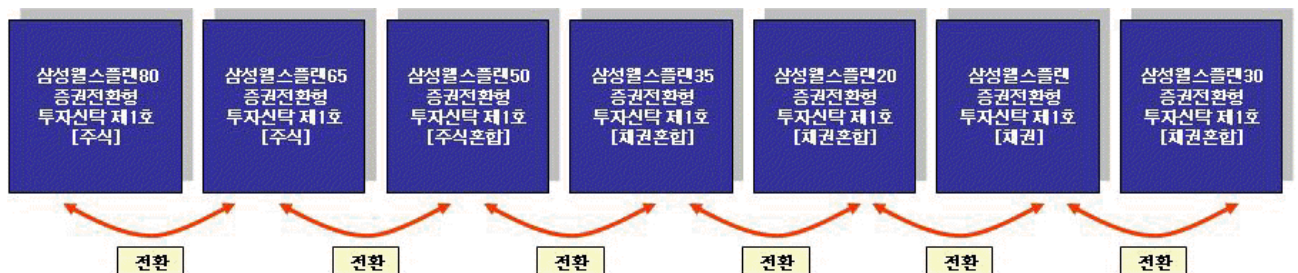 삼성웰스플랜80
증권전환형
투자신탁 제1호
[주식]
삼성웰스플랜65
증권전환형
투자신탁 제1호
[주식]
삼성웰스플랜50
증권전환형
투자신탁 제1호
[주식혼합]
삼성웰스플랜35
증권전환형
투자신탁 제1호
[채권혼합]
삼성웰스플랜20
증권전환형
투자신탁 제1호
[채권혼합]
삼성웰스플랜
증권전환형
투자신탁 제1호
[채권]
삼성웰스플랜30
증권전환형
투자신탁 제1호
[채권혼합]
전환
전환
전환
전환
전환
전환